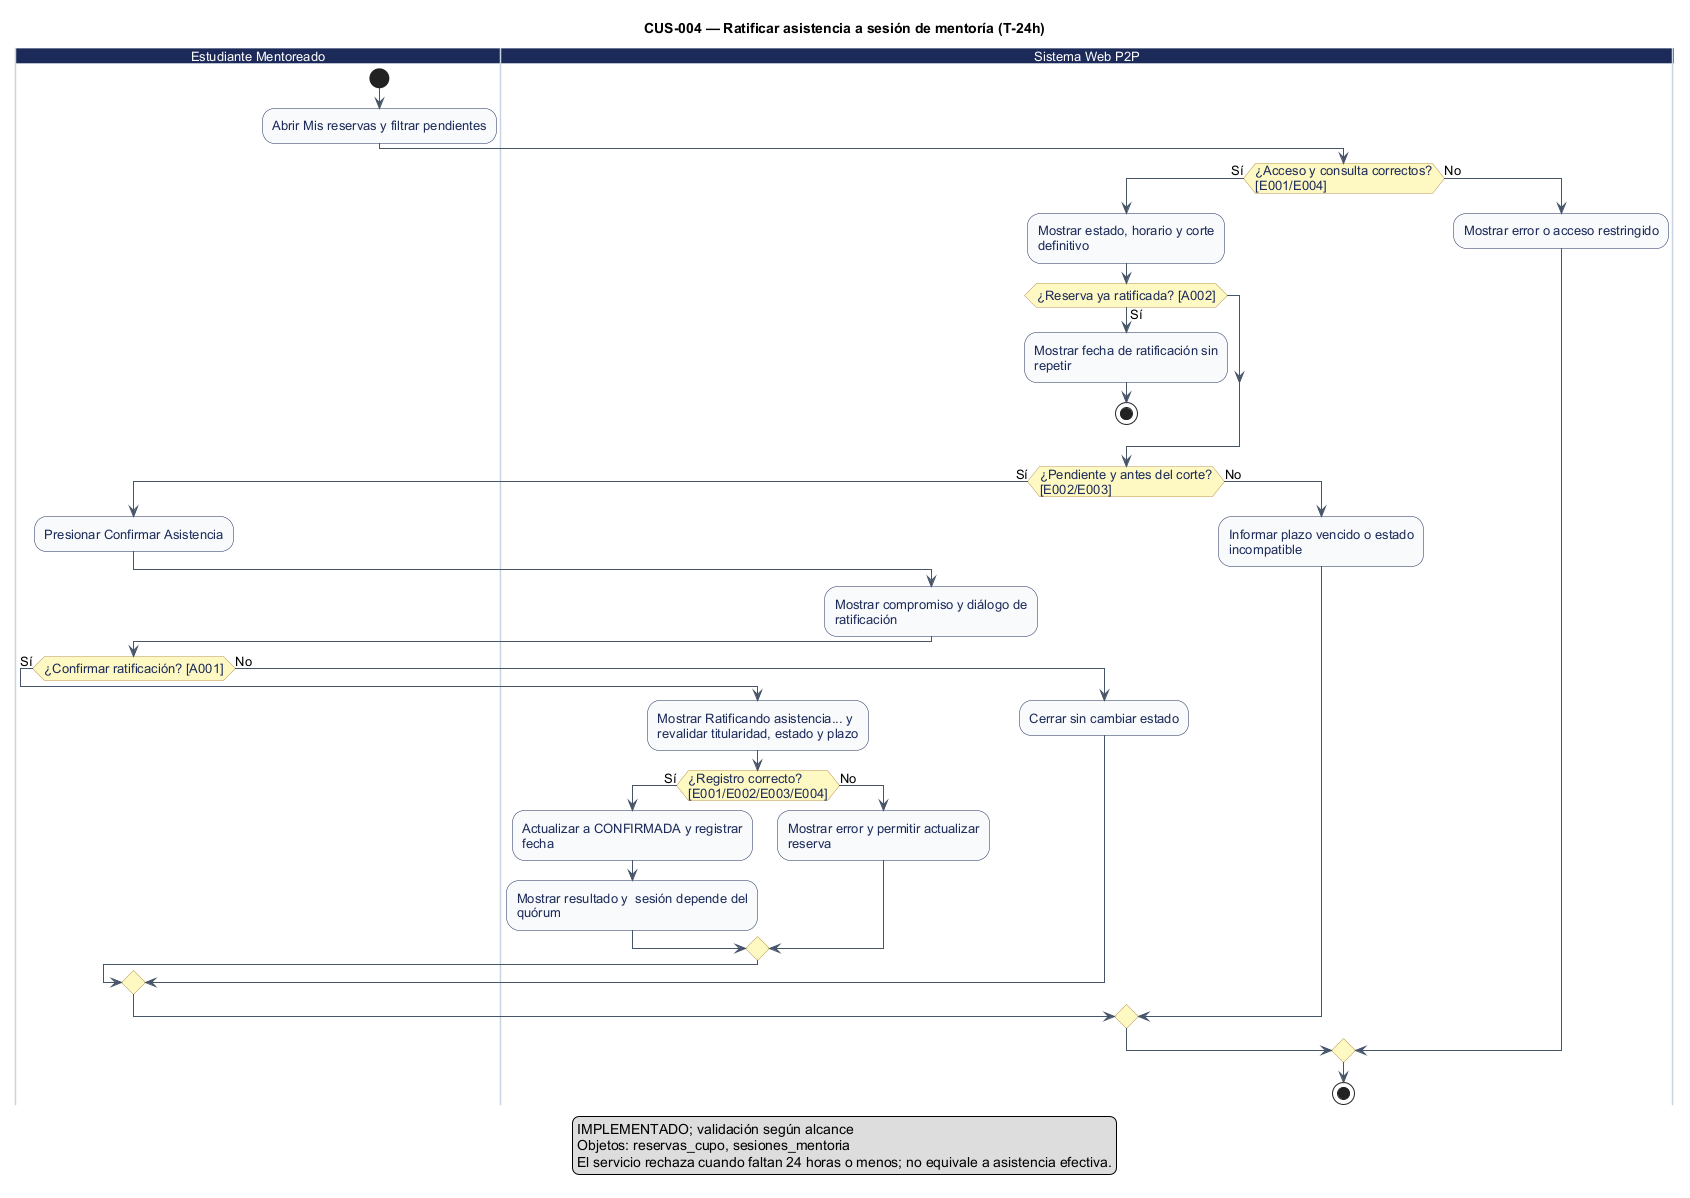 CUS-004 — Ratificar asistencia a sesión de mentoría (T-24h)
Estudiante Mentoreado
Sistema Web P2P
Abrir Mis reservas y filtrar pendientes
Sí
¿Acceso y consulta correctos?
[E001/E004]
No
Mostrar estado, horario y corte
definitivo
Mostrar error o acceso restringido
¿Reserva ya ratificada? [A002]
Sí
Mostrar fecha de ratificación sin
repetir
Sí
¿Pendiente y antes del corte?
[E002/E003]
No
Presionar Confirmar Asistencia
Informar plazo vencido o estado
incompatible
Mostrar compromiso y diálogo de
ratificación
Sí
¿Confirmar ratificación? [A001]
No
Mostrar Ratificando asistencia... y
revalidar titularidad, estado y plazo
Cerrar sin cambiar estado
Sí
¿Registro correcto?
[E001/E002/E003/E004]
No
Actualizar a CONFIRMADA y registrar
fecha
Mostrar error y permitir actualizar
reserva
Mostrar resultado y  sesión depende del
quórum
IMPLEMENTADO; validación según alcance
Objetos: reservas_cupo, sesiones_mentoria
El servicio rechaza cuando faltan 24 horas o menos; no equivale a asistencia efectiva.